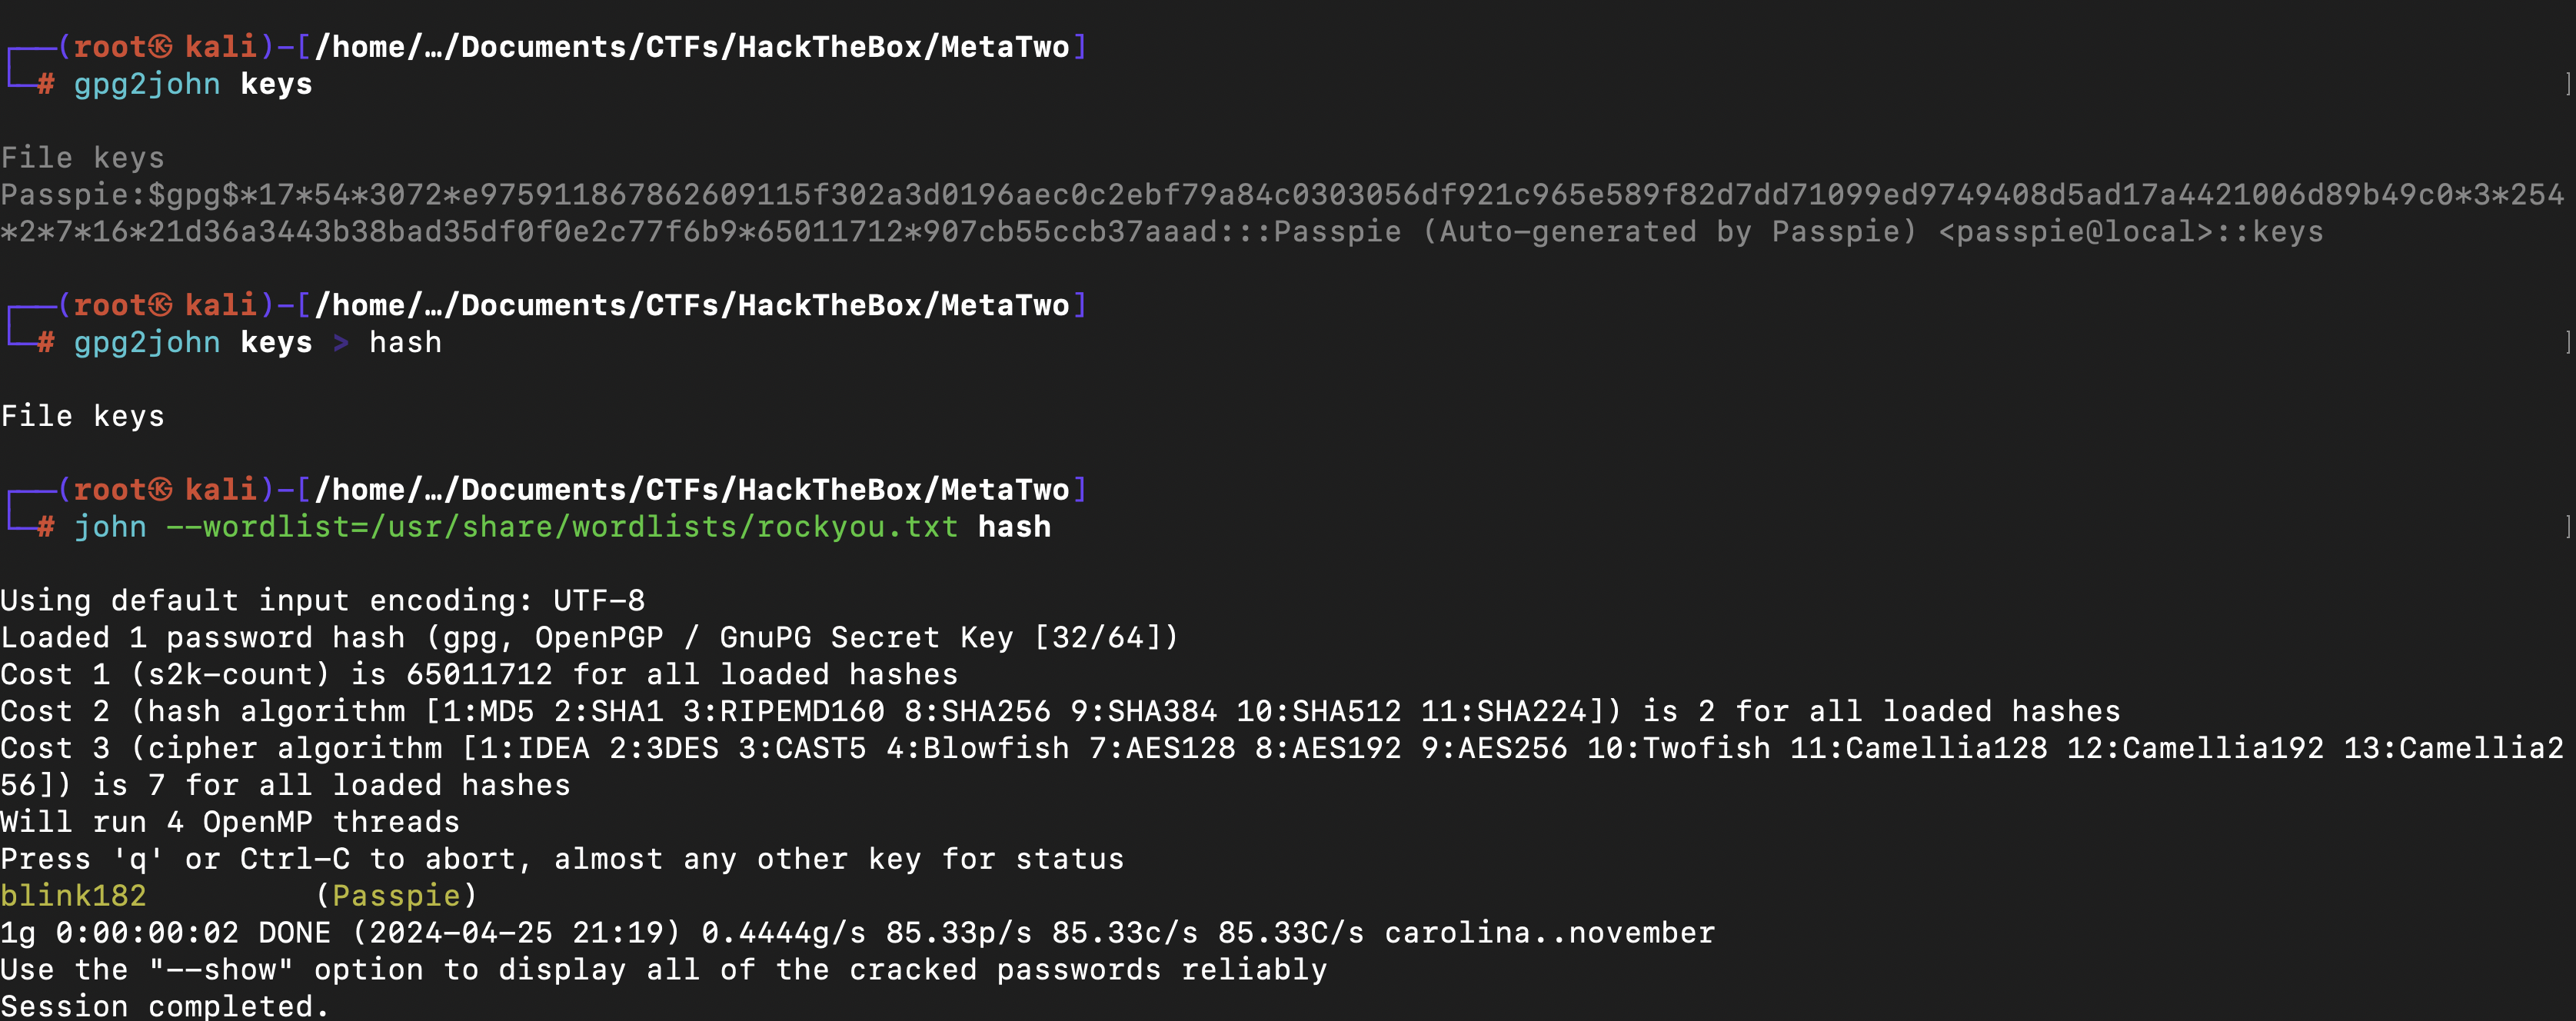 ┌──(root㉿kali)-[/home/…/Documents/CTFs/HackTheBox/MetaTwo]
└─# gpg2john keys ]
File keys
Passpie:$gpg$*17*54*3072*e975911867862609115f302a3d0196aec0c2ebf79a84c0303056df921c965e589f82d7dd71099ed9749408d5ad17a4421006d89b49c0*3*254
*2*7*16*21d36a3443b38bad35df0f0e2c77f6b9*65011712*907cb55ccb37aaad:::Passpie (Auto-generated by Passpie) <passpie@local>::keys
┌──(root㉿kali)-[/home/…/Documents/CTFs/HackTheBox/MetaTwo]
└─# gpg2john keys > hash ]
File keys
┌──(root㉿kali)-[/home/…/Documents/CTFs/HackTheBox/MetaTwo]
└─# john --wordlist=/usr/share/wordlists/rockyou.txt hash ]
Using default input encoding: UTF-8
Loaded 1 password hash (gpg, OpenPGP / GnuPG Secret Key [32/64])
Cost 1 (s2k-count) is 65011712 for all loaded hashes
Cost 2 (hash algorithm [1:MD5 2:SHA1 3:RIPEMD160 8:SHA256 9:SHA384 10:SHA512 11:SHA224]) is 2 for all loaded hashes
Cost 3 (cipher algorithm [1:IDEA 2:3DES 3:CAST5 4:Blowfish 7:AES128 8:AES192 9:AES256 10:Twofish 11:Camellia128 12:Camellia192 13:Camellia2
56]) is 7 for all loaded hashes
Will run 4 OpenMP threads
Press 'q' or Ctrl-C to abort, almost any other key for status
blink182         (Passpie)
1g 0:00:00:02 DONE (2024-04-25 21:19) 0.4444g/s 85.33p/s 85.33c/s 85.33C/s carolina..november
Use the "--show" option to display all of the cracked passwords reliably
Session completed.